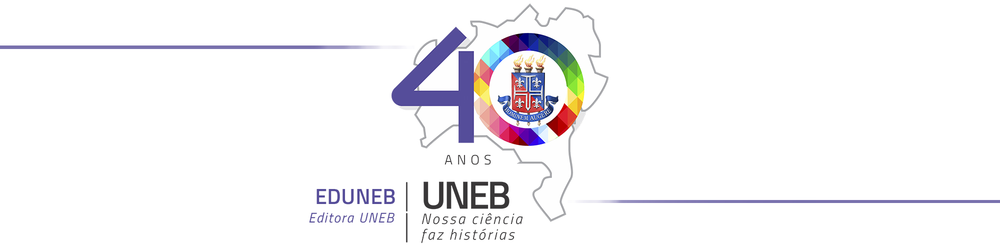 40
HOMINEM AUGERE
ANOS
EDUNEB
Editora UNEB
UNEB
Nossa ciência
faz histórias